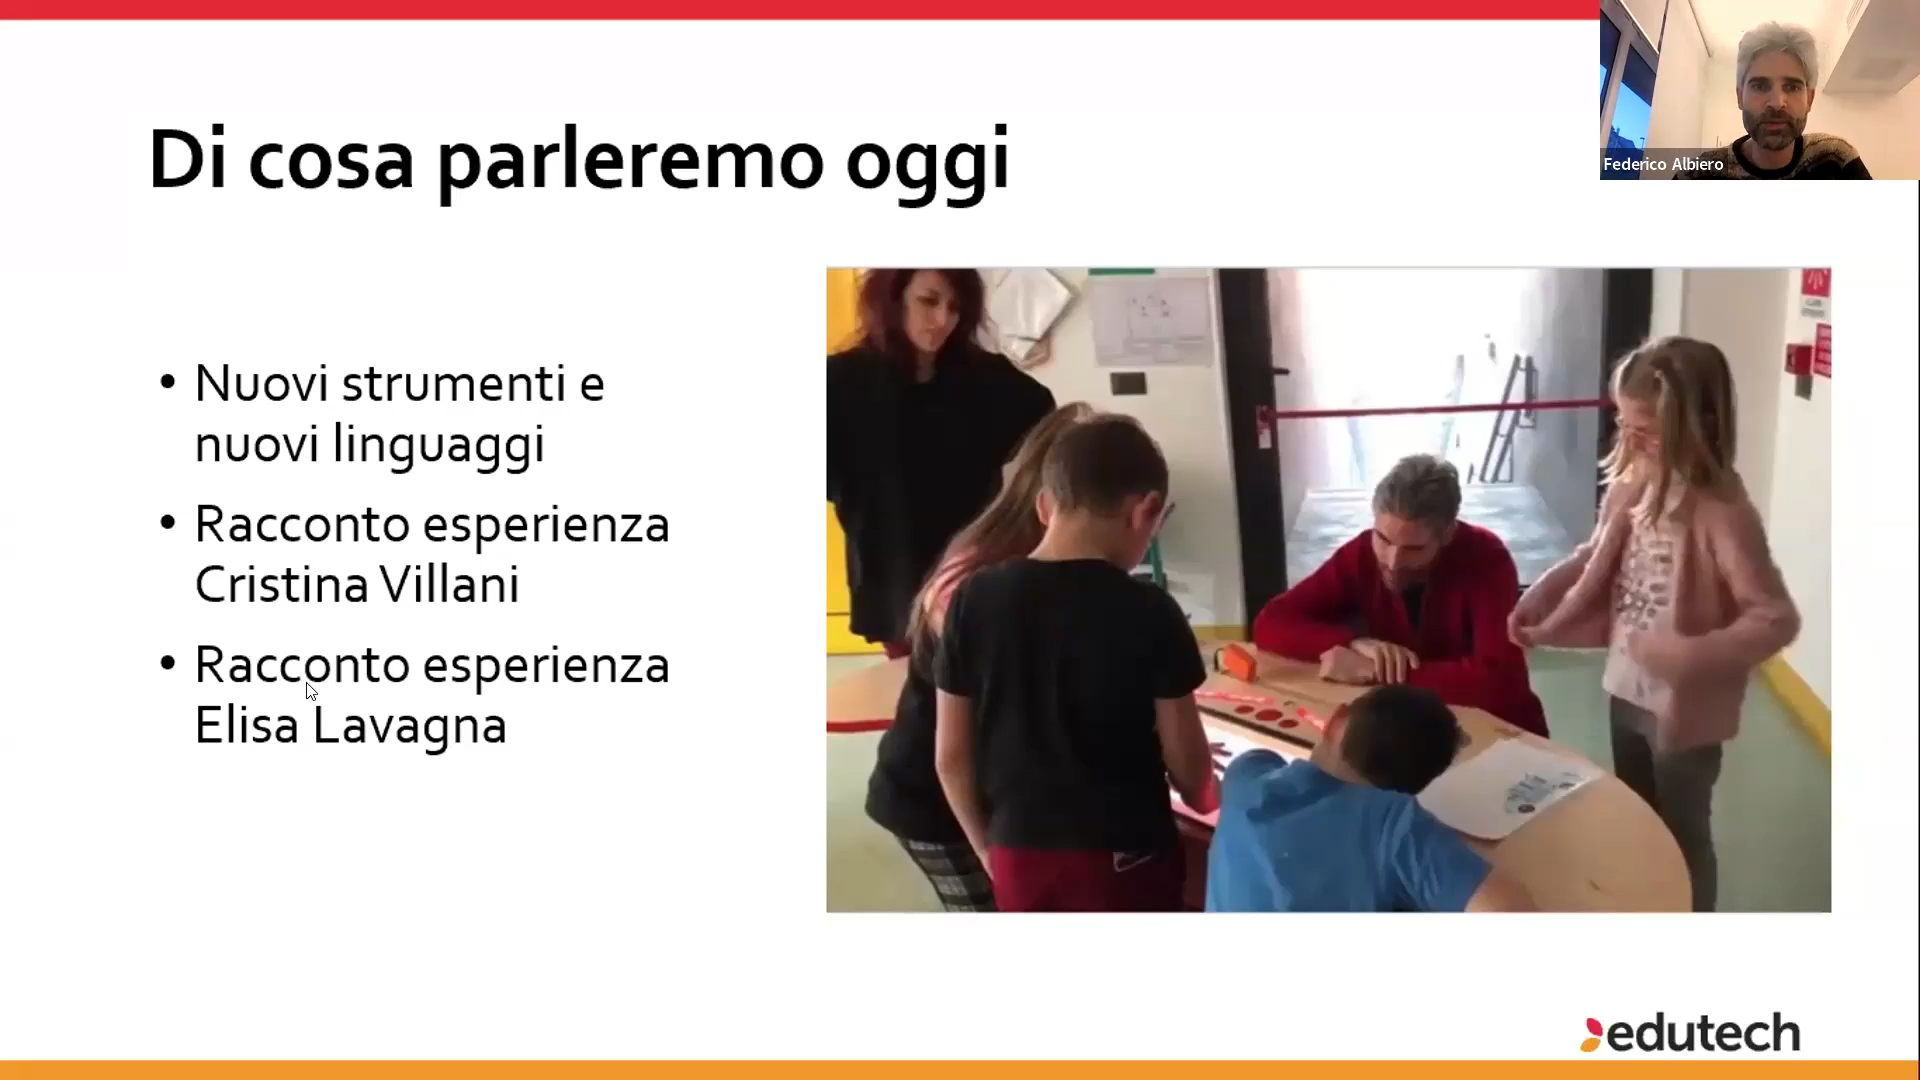 Di cosa parleremo oggi
Federico Albiero
• Nuovi strumenti e
nuovi linguaggi
• Racconto esperienza
Cristina Villani
• Racconto esperienza
Elisa Lavagna
edutech